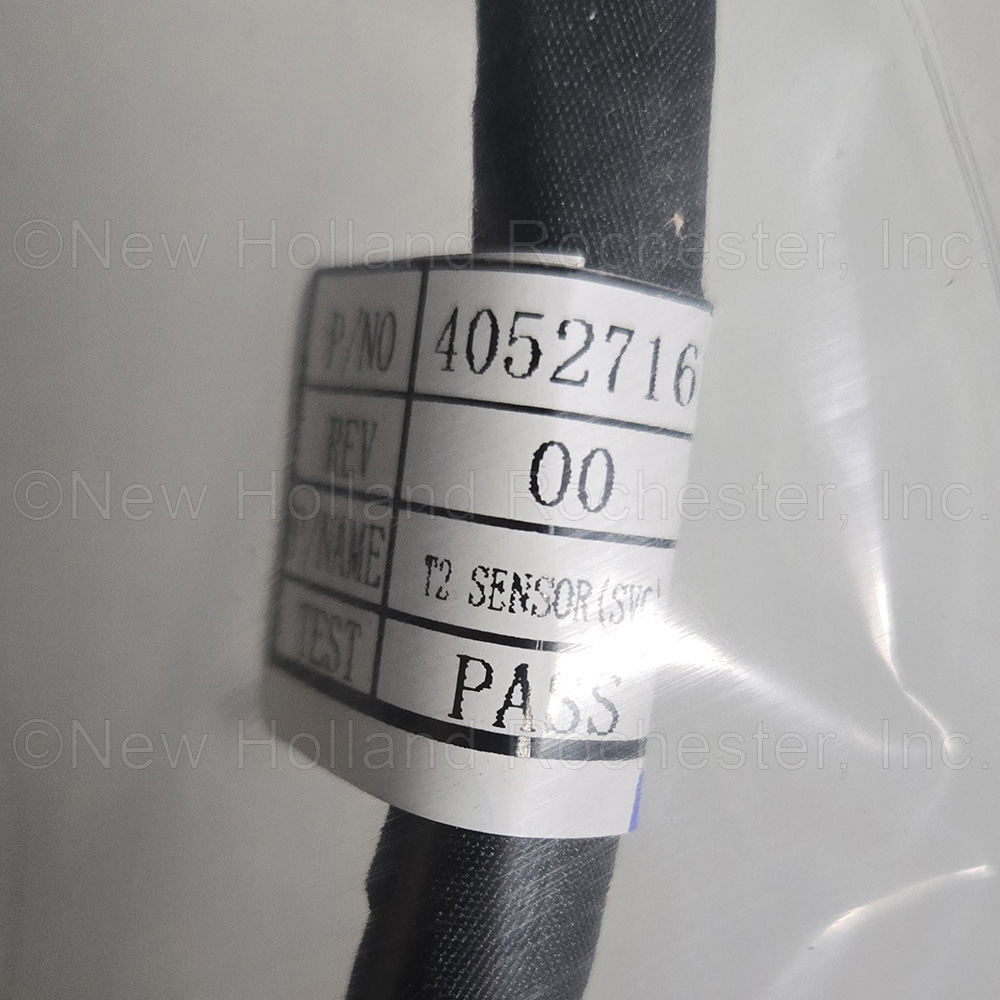 ©New Holland Rochester, Inc.
P/NO 4052716
REV 00
©New Holland Rochester, Inc.
P/NAME T2 SENSOR(SVC)
TEST PASS
©New Holland Rochester, Inc.